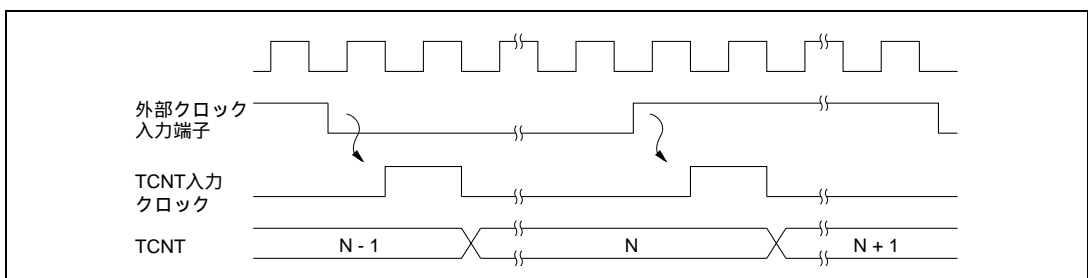 外部クロック
入力端子
TCNT入力
クロック
TCNT
N - 1
N
N + 1